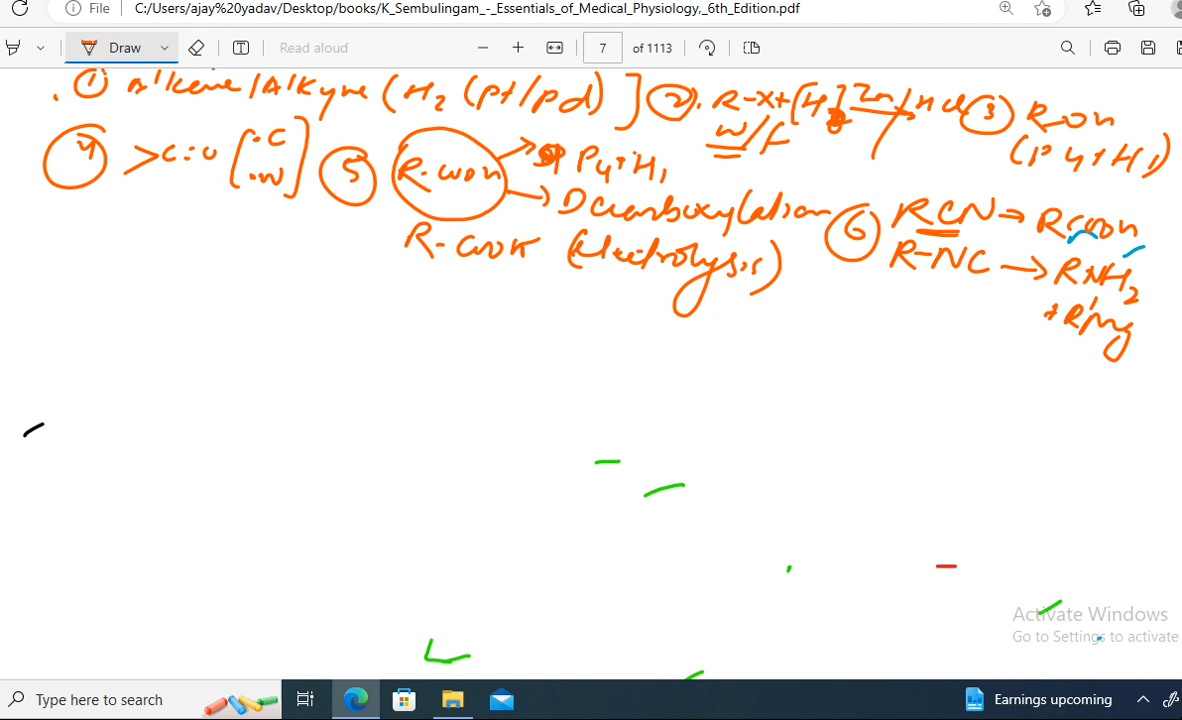 File C:/Users/ajay%20yadav/Desktop/books/K_Sembulingam_-_Essentials_of_Medical_Physiology,_6th_Edition.pdf
Draw Read aloud 7 of 1113
① Alkene/Alkyne (H2 (pt/pd)] ②. R-x+[H] Zn/HCl ③ R-OH
w/f (P4+HI)
④ >C=O [.C .W] ⑤ R-COOH → P4+HI
→ Decarboxylation
R-COOK (Electrolysis) ⑥ RCN → RCOOH
R-NC → RNH2
+ RMg
Activate Windows
Go to Settings to activate
Type here to search Earnings upcoming